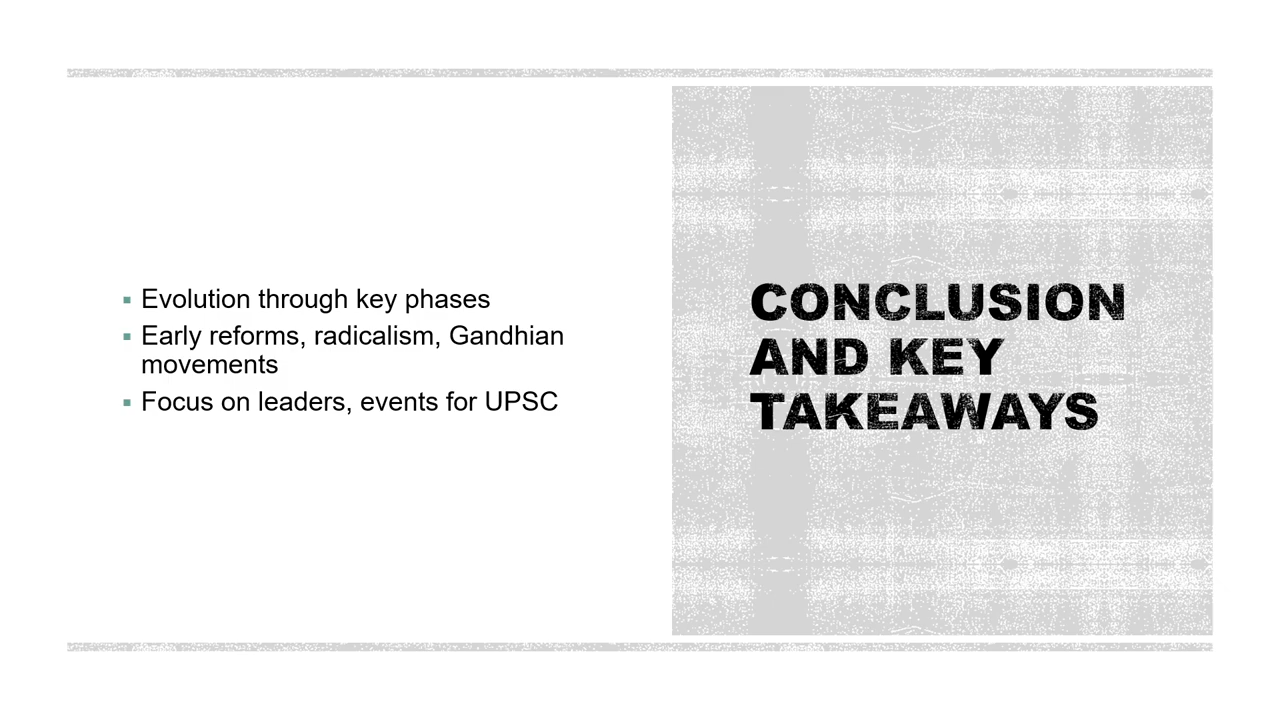 Evolution through key phases
Early reforms, radicalism, Gandhian
movements
Focus on leaders, events for UPSC
CONCLUSION
AND KEY
TAKEAWAYS